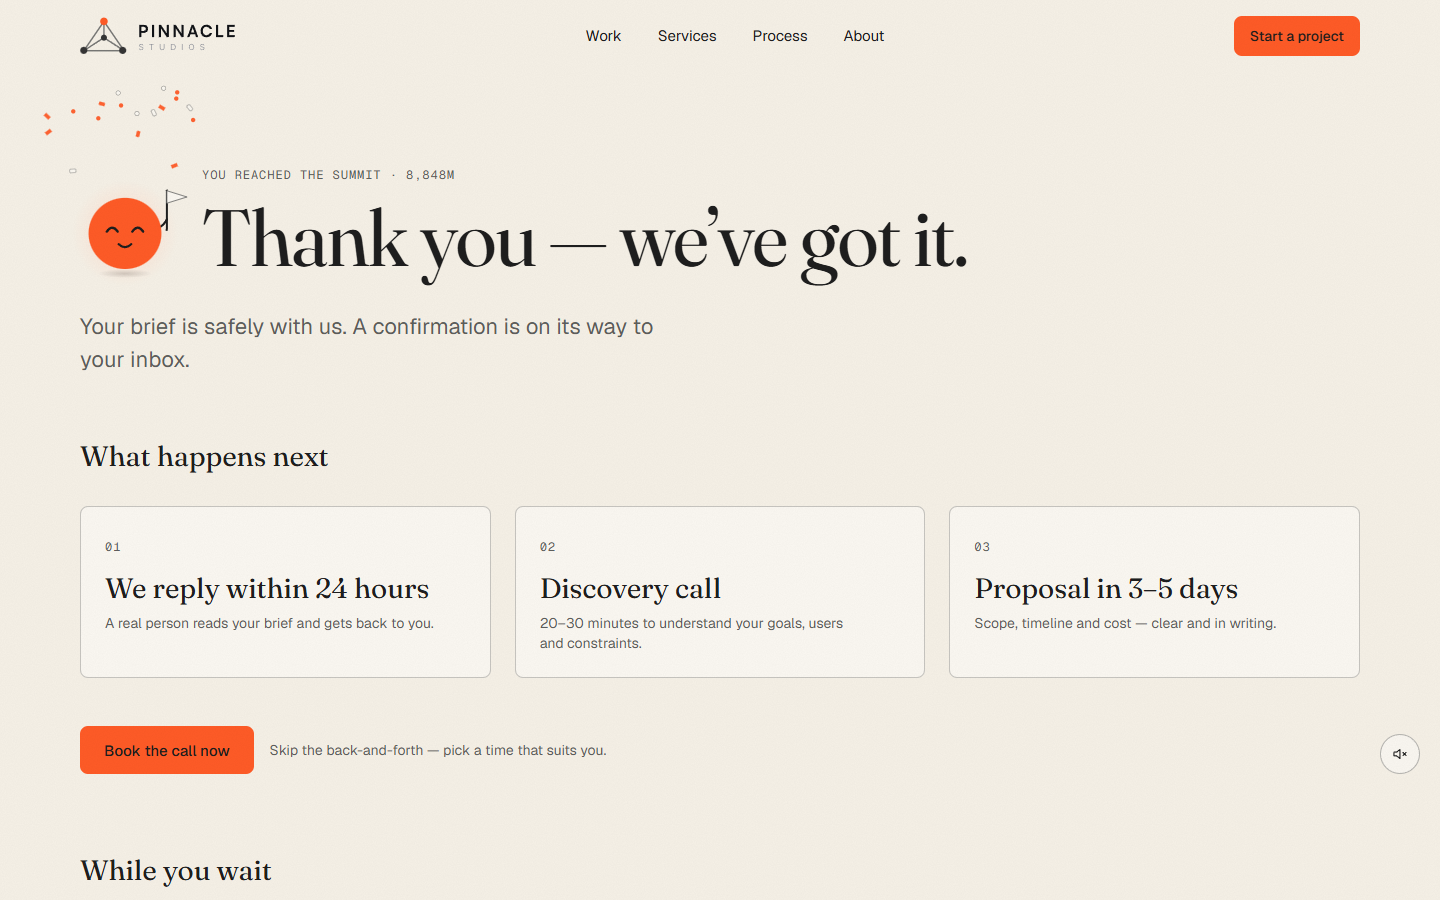 PINNACLE
STUDIOS
Work
Services
Process
About
Start a project
YOU REACHED THE SUMMIT · 8,848M
Thank you — we’ve got it.
Your brief is safely with us. A confirmation is on its way to
your inbox.
What happens next
01
We reply within 24 hours
A real person reads your brief and gets back to you.
02
Discovery call
20–30 minutes to understand your goals, users
and constraints.
03
Proposal in 3–5 days
Scope, timeline and cost — clear and in writing.
Book the call now
Skip the back-and-forth — pick a time that suits you.
While you wait